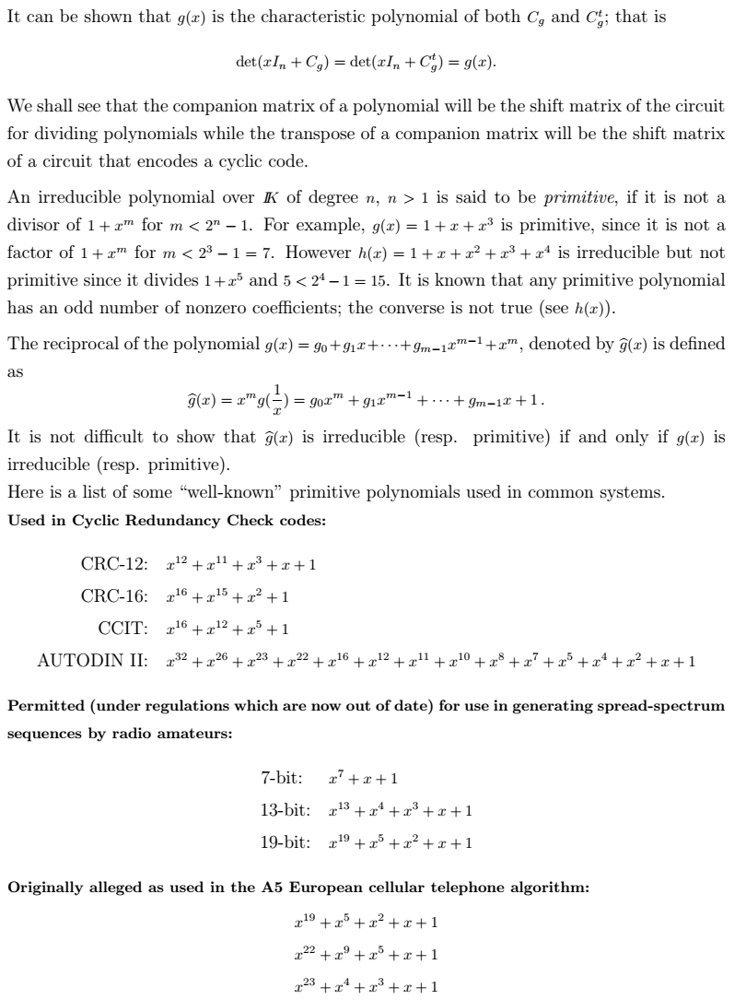 It can be shown that g(x) is the characteristic polynomial of both C_g and C_g^t; that is
det(xI_n + C_g) = det(xI_n + C_g^t) = g(x).
We shall see that the companion matrix of a polynomial will be the shift matrix of the circuit
for dividing polynomials while the transpose of a companion matrix will be the shift matrix
of a circuit that encodes a cyclic code.
An irreducible polynomial over IK of degree n, n > 1 is said to be primitive, if it is not a
divisor of 1 + x^m for m < 2^n − 1. For example, g(x) = 1 + x + x^3 is primitive, since it is not a
factor of 1 + x^m for m < 2^3 − 1 = 7. However h(x) = 1 + x + x^2 + x^3 + x^4 is irreducible but not
primitive since it divides 1 + x^5 and 5 < 2^4 − 1 = 15. It is known that any primitive polynomial
has an odd number of nonzero coefficients; the converse is not true (see h(x)).
The reciprocal of the polynomial g(x) = g_0 + g_1x + · · · + g_{m−1}x^{m−1} + x^m, denoted by ĝ(x) is defined
as
ĝ(x) = x^m g(1/x) = g_0x^m + g_1x^{m−1} + · · · + g_{m−1}x + 1 .
It is not difficult to show that ĝ(x) is irreducible (resp. primitive) if and only if g(x) is
irreducible (resp. primitive).
Here is a list of some “well-known” primitive polynomials used in common systems.
Used in Cyclic Redundancy Check codes:
CRC-12: x^12 + x^11 + x^3 + x + 1
CRC-16: x^16 + x^15 + x^2 + 1
CCIT: x^16 + x^12 + x^5 + 1
AUTODIN II: x^32 + x^26 + x^23 + x^22 + x^16 + x^12 + x^11 + x^10 + x^8 + x^7 + x^5 + x^4 + x^2 + x + 1
Permitted (under regulations which are now out of date) for use in generating spread-spectrum
sequences by radio amateurs:
7-bit: x^7 + x + 1
13-bit: x^13 + x^4 + x^3 + x + 1
19-bit: x^19 + x^5 + x^2 + x + 1
Originally alleged as used in the A5 European cellular telephone algorithm:
x^19 + x^5 + x^2 + x + 1
x^22 + x^9 + x^5 + x + 1
x^23 + x^4 + x^3 + x + 1